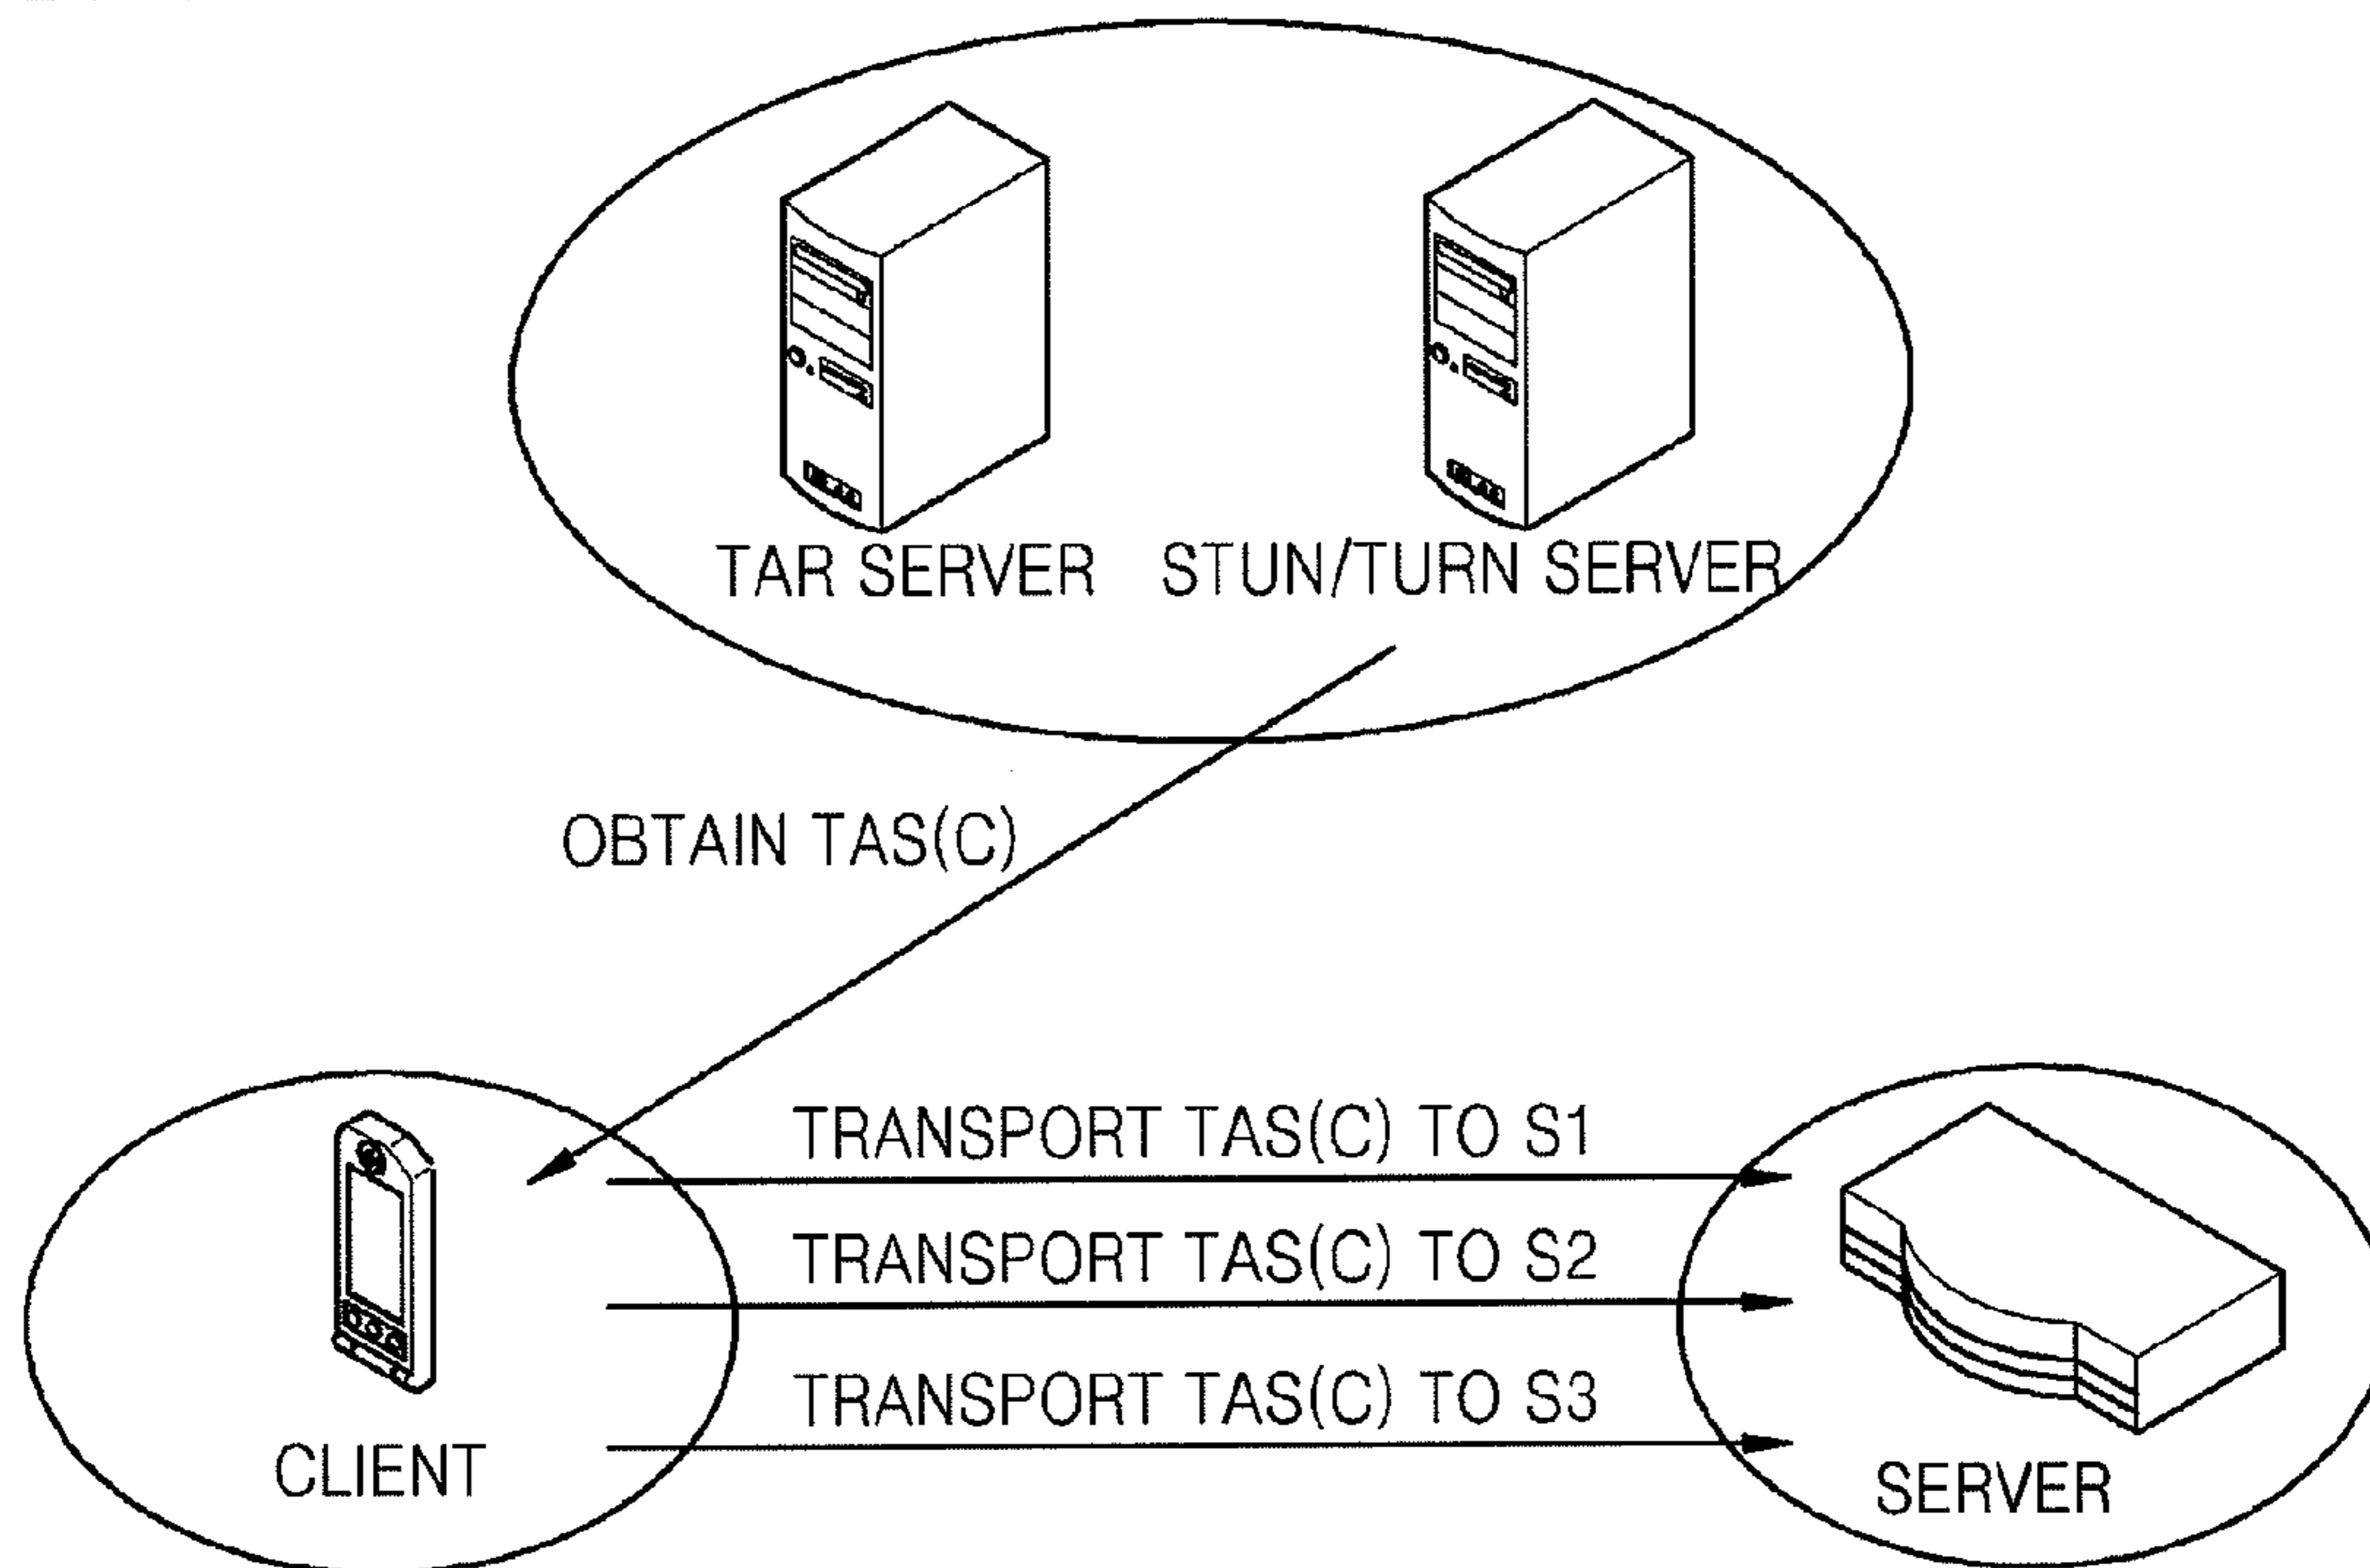 TAR SERVER STUN/TURN SERVER
OBTAIN TAS(C)
TRANSPORT TAS(C) TO S1
TRANSPORT TAS(C) TO S2
TRANSPORT TAS(C) TO S3
CLIENT
SERVER